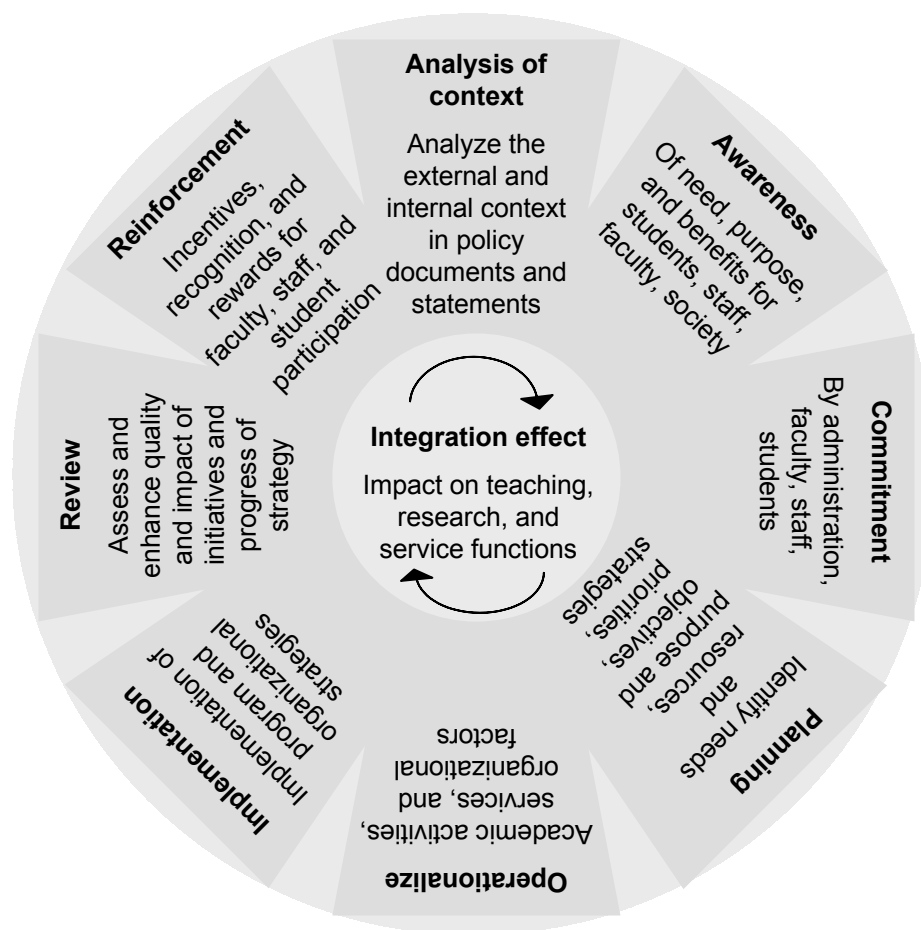 Analysis of
context
Analyze the
external and
internal context
in policy
documents and
statements
Awareness
Of need, purpose,
and benefits for
students, staff,
faculty, society
Commitment
By administration,
faculty, staff,
students
Planning
Identify needs
and
resources,
purpose and
objectives,
priorities,
strategies
Operationalize
Academic activities,
services, and
organizational
factors
Implementation
Implementation of
program and
organizational
strategies
Review
Assess and
enhance quality
and impact of
initiatives and
progress of
strategy
Reinforcement
Incentives,
recognition, and
rewards for
faculty, staff, and
student
participation
Integration effect
Impact on teaching,
research, and
service functions